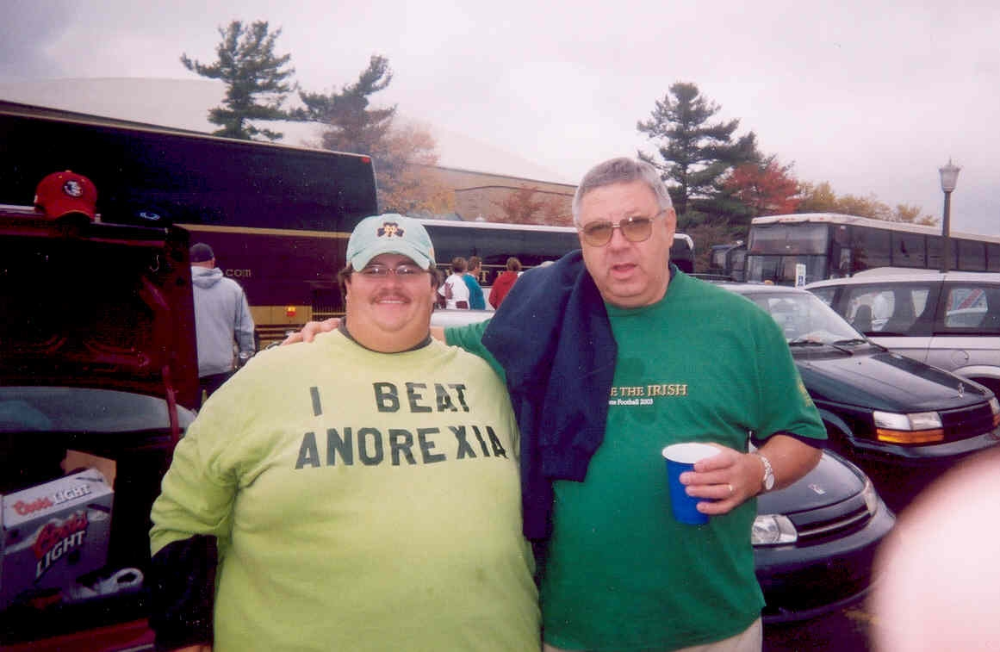 .com
I BEAT
ANOREXIA
E THE IRISH
Football 2003
Coors LIGHT
Coors
LIGHT